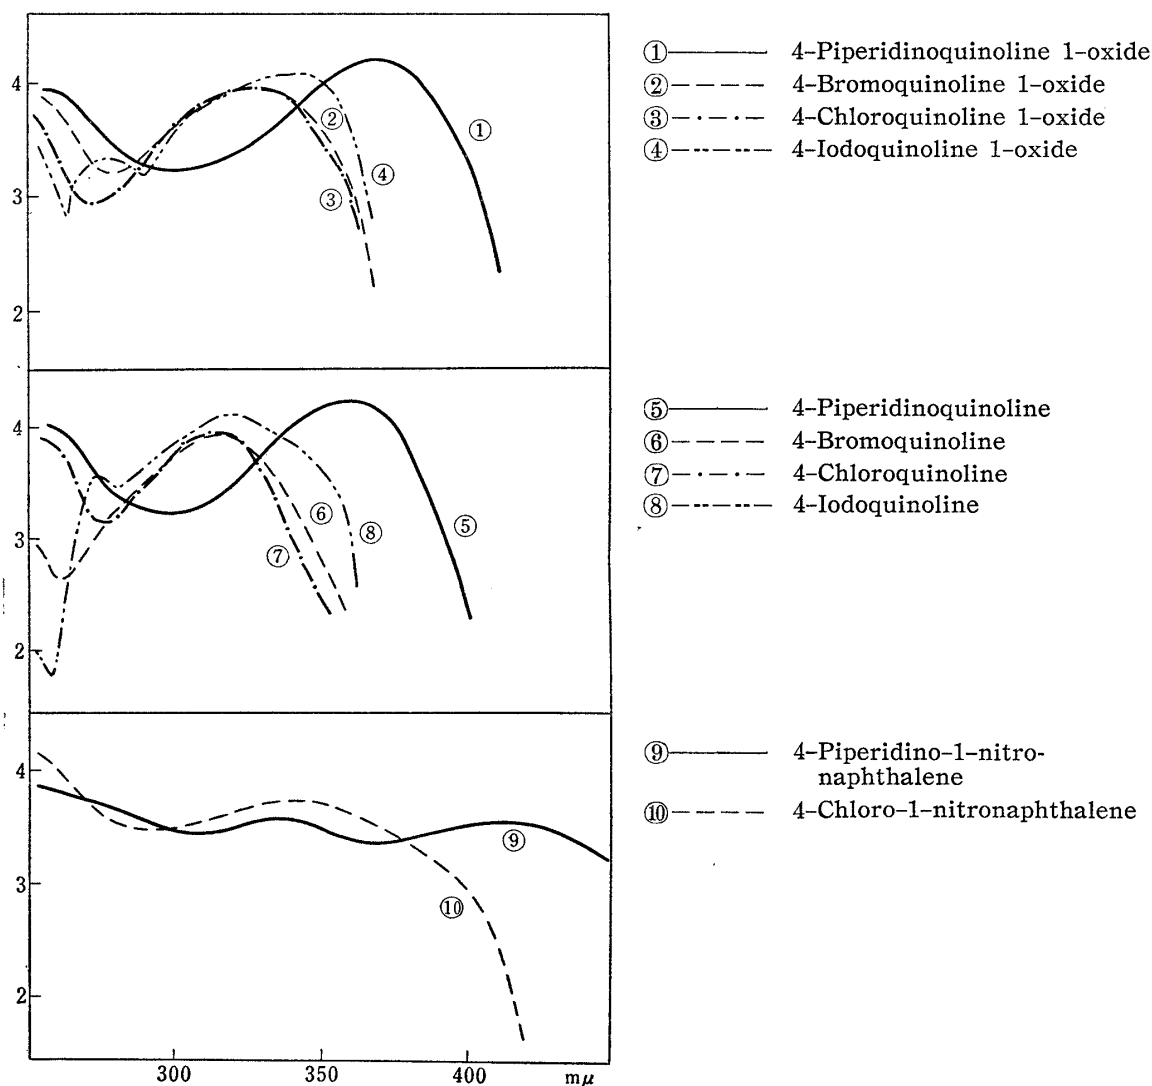 4
3
2
①
②
③
④
① 4-Piperidinoquinoline 1-oxide
② 4-Bromoquinoline 1-oxide
③ 4-Chloroquinoline 1-oxide
④ 4-Iodoquinoline 1-oxide
4
3
2
⑤
⑥
⑦
⑧
⑤ 4-Piperidinoquinoline
⑥ 4-Bromoquinoline
⑦ 4-Chloroquinoline
⑧ 4-Iodoquinoline
4
3
2
⑨
⑩
⑨ 4-Piperidino-1-nitro-
naphthalene
⑩ 4-Chloro-1-nitronaphthalene
300 350 400 mμ